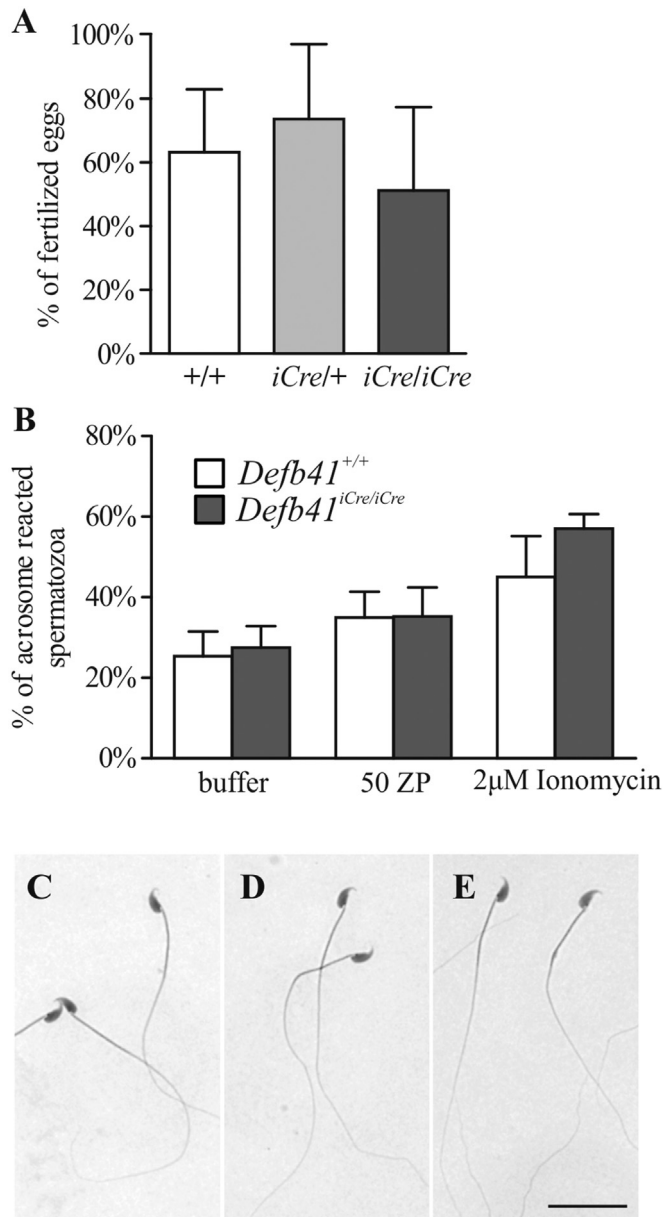 A
100%
80%
60%
40%
20%
0%
% of fertilized eggs
+/+ iCre/+ iCre/iCre
B
80%
60%
40%
20%
0%
% of acrosome reacted
spermatozoa
Defb41+/+
Defb41iCre/iCre
buffer 50 ZP 2μM Ionomycin
C D E